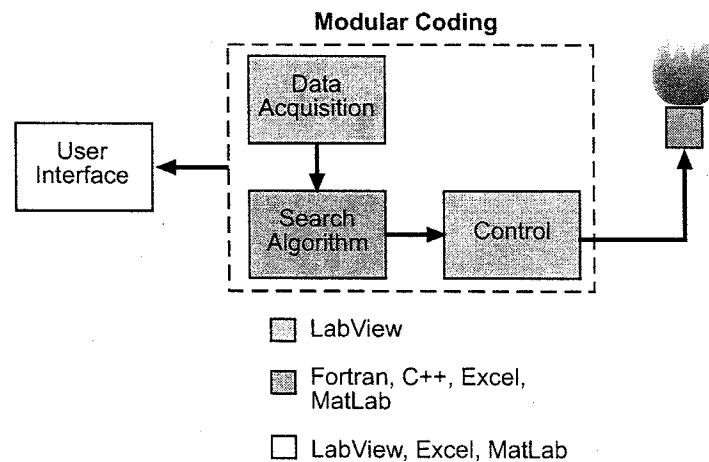 Modular Coding
Data
Acquisition
User
Interface
Search
Algorithm
Control
LabView
Fortran, C++, Excel,
MatLab
LabView, Excel, MatLab